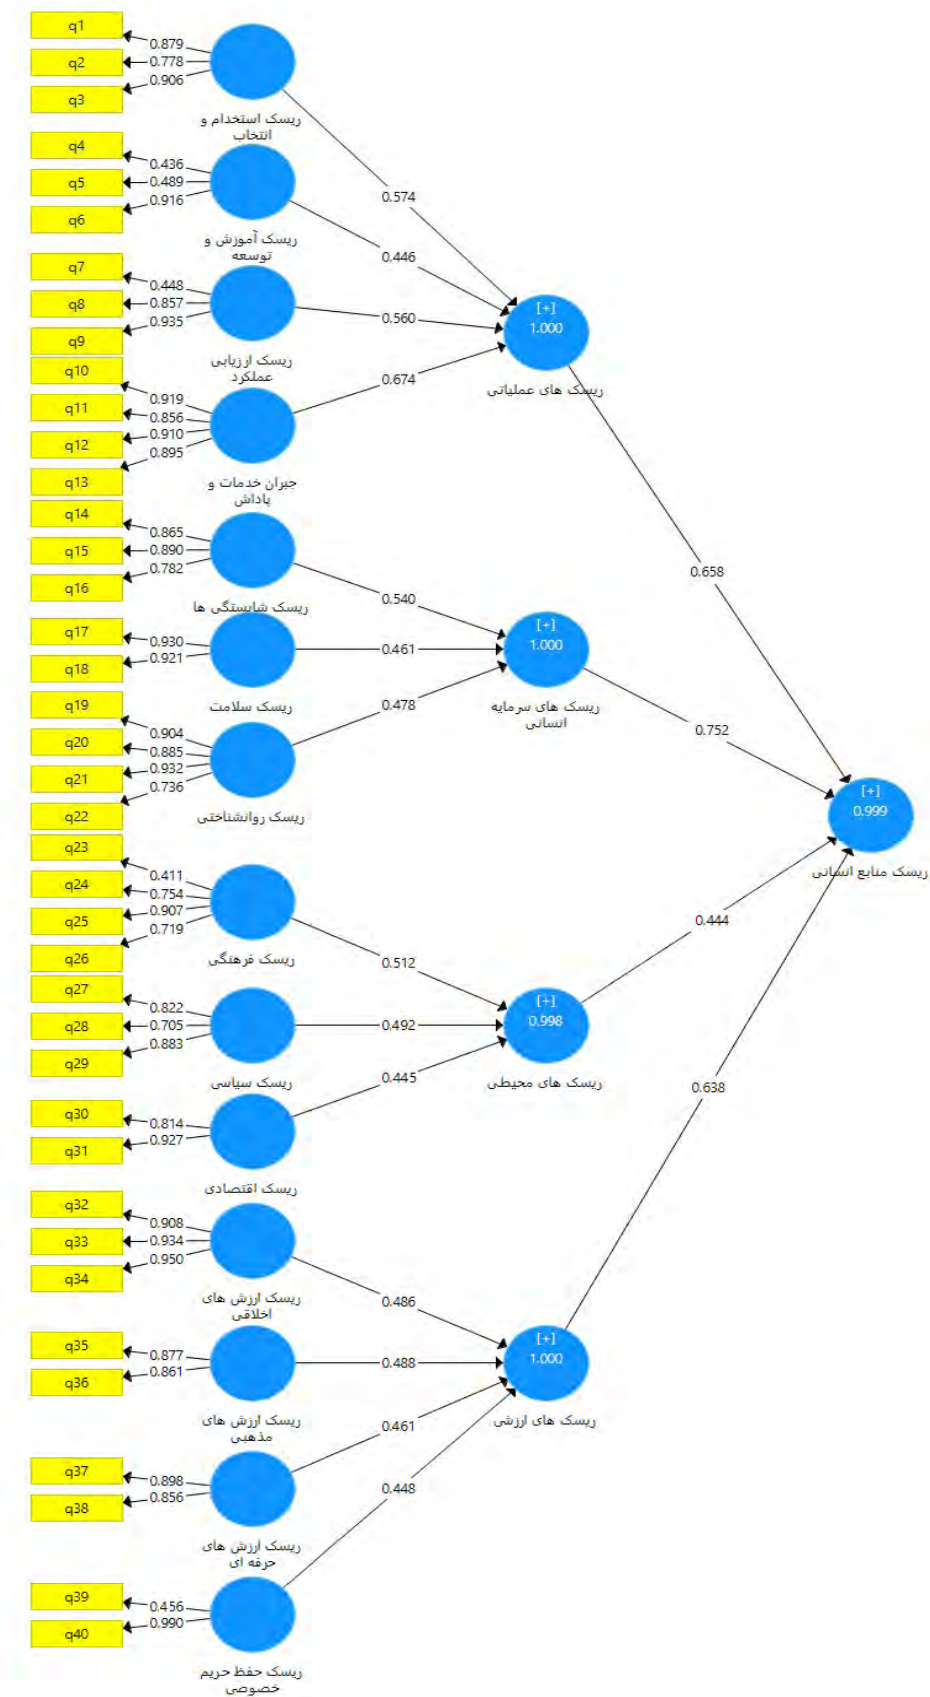 q1
q2
q3
0.879
0.778
0.906
ریسک استخدام و
انتخاب
q4
q5
q6
0.436
0.489
0.916
ریسک آموزش و
توسعه
q7
q8
q9
0.448
0.857
0.935
ریسک ارزیابی
عملکرد
q10
q11
q12
q13
0.919
0.856
0.910
0.895
جبران خدمات و
پاداش
0.574
0.446
0.560
0.674
[+]
1.000
ریسک های عملیاتی
q14
q15
q16
0.865
0.890
0.782
ریسک شایستگی ها
q17
q18
0.930
0.921
ریسک سلامت
q19
q20
q21
q22
0.904
0.885
0.932
0.736
ریسک روانشناختی
0.540
0.461
0.478
[+]
1.000
ریسک های سرمایه
انسانی
q23
q24
q25
q26
0.411
0.754
0.907
0.719
ریسک فرهنگی
q27
q28
q29
0.822
0.705
0.883
ریسک سیاسی
q30
q31
0.814
0.927
ریسک اقتصادی
0.512
0.492
0.445
[+]
0.998
ریسک های محیطی
q32
q33
q34
0.908
0.934
0.950
ریسک ارزش های
اخلاقی
q35
q36
0.877
0.861
ریسک ارزش های
مذهبی
q37
q38
0.898
0.856
ریسک ارزش های
حرفه ای
q39
q40
0.456
0.990
ریسک حفظ حریم
خصوصی
0.486
0.488
0.461
0.448
[+]
1.000
ریسک های ارزشی
0.658
0.752
0.444
0.638
[+]
0.999
ریسک منابع انسانی